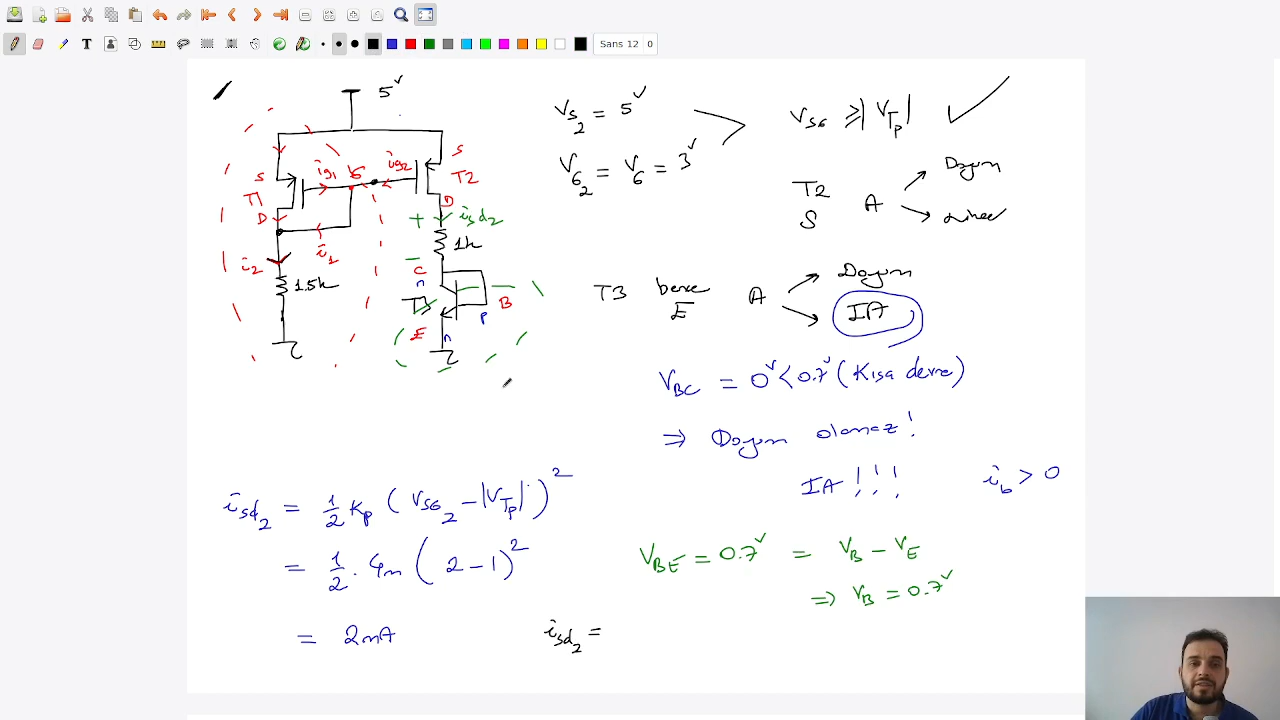 Sans 12 0
5V
S
S
T1
ig1
G
ig2
T2
D
D
+
isd2
i1
i2
1.5k
1k
−
C
n
T3
B
P
E
n
VS2 = 5V
VG2 = VG = 3V
VSG ≥ |VTp| ✓
T2 A Doyum
S Lineer
T3 bese A Doyum
E IA
VBC = 0V < 0.7V (Kısa devre)
⇒ Doyum olamaz!
IA !!! ib > 0
isd2 = 1/2 Kp (VSG2 − |VTp|)²
= 1/2 . 4m (2 − 1)²
= 2mA
VBE = 0.7V = VB − VE
⇒ VB = 0.7V
isd2 =